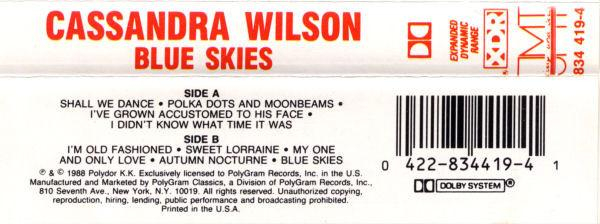 CASSANDRA WILSON
BLUE SKIES
EXPANDED
DYNAMIC
RANGE
XDR
834 419-4
SIDE A
SHALL WE DANCE • POLKA DOTS AND MOONBEAMS •
I'VE GROWN ACCUSTOMED TO HIS FACE •
I DIDN'T KNOW WHAT TIME IT WAS
SIDE B
I'M OLD FASHIONED • SWEET LORRAINE • MY ONE
AND ONLY LOVE • AUTUMN NOCTURNE • BLUE SKIES
℗ & © 1988 Polydor K.K. Exclusively licensed to PolyGram Records, Inc. in the U.S.
Manufactured and Marketed by PolyGram Classics, a Division of PolyGram Records, Inc.,
810 Seventh Ave., New York, N.Y. 10019. All rights reserved. Unauthorized copying,
reproduction, hiring, lending, public performance and broadcasting prohibited.
Printed in the U.S.A.
0 422-834419-4 1
DOLBY SYSTEM®